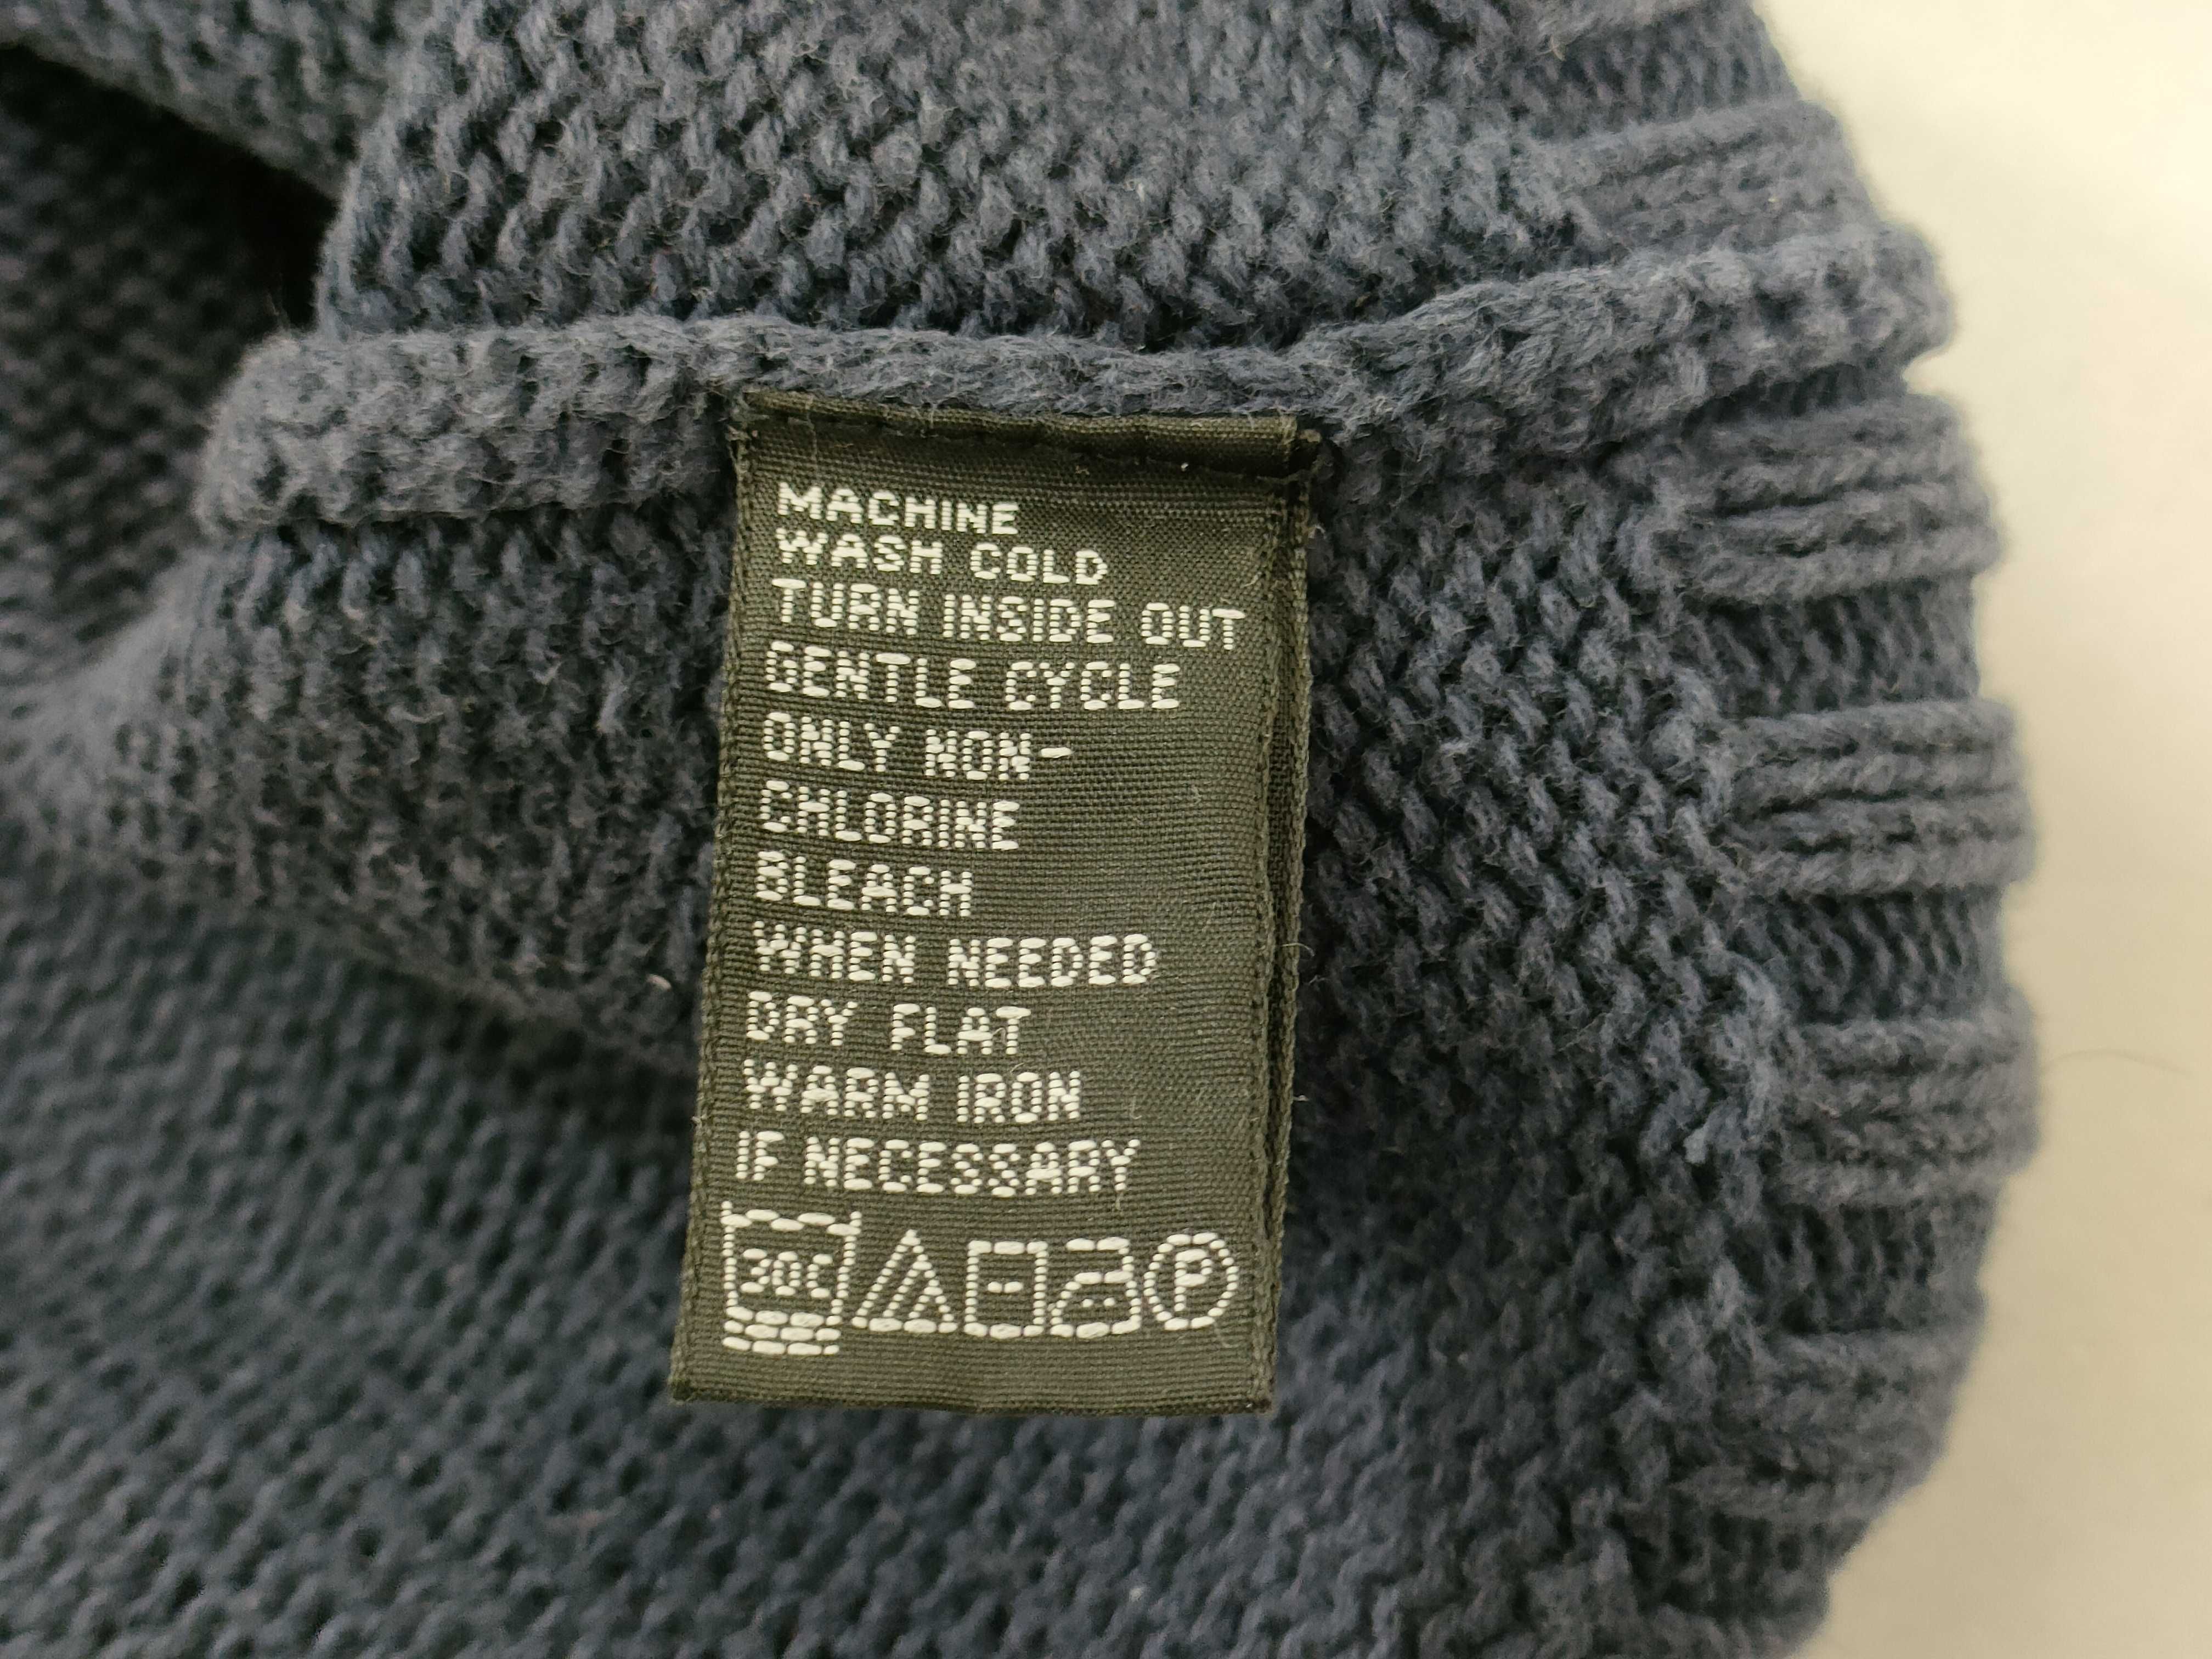 MACHINE
WASH COLD
TURN INSIDE OUT
GENTLE CYCLE
ONLY NON-
CHLORINE
BLEACH
WHEN NEEDED
DRY FLAT
WARM IRON
IF NECESSARY
30C P